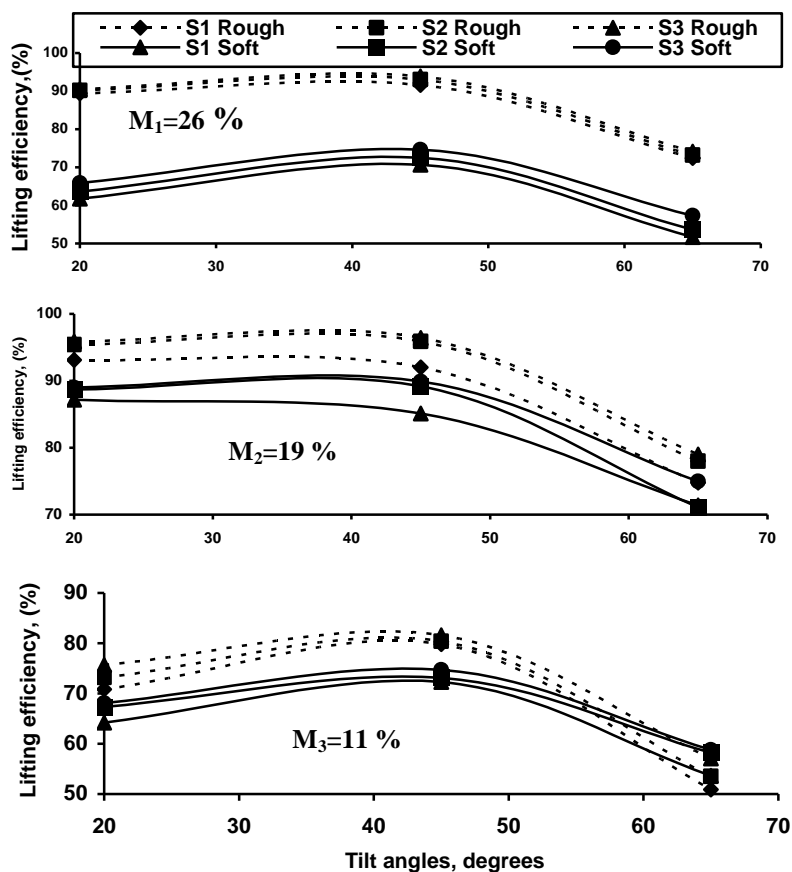 S1 Rough S2 Rough S3 Rough
S1 Soft S2 Soft S3 Soft
Lifting efficiency,(%)
100
90
80
70
60
50
M₁=26 %
20 30 40 50 60 70
Lifting efficiency, (%)
100
90
80
70
M₂=19 %
20 30 40 50 60 70
Lifting efficiency, (%)
90
80
70
60
50
M₃=11 %
20 30 40 50 60 70
Tilt angles, degrees